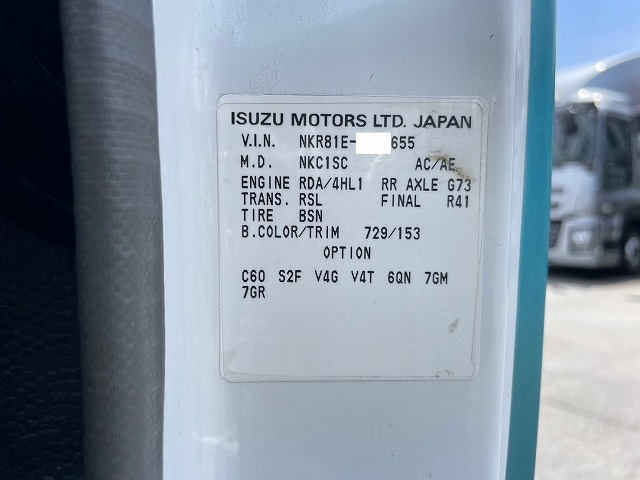 ISUZU MOTORS LTD. JAPAN
V.I.N. NKR81E- 655
M.D. NKC1SC AC/AE
ENGINE RDA/4HL1 RR AXLE G73
TRANS. RSL FINAL R41
TIRE BSN
B.COLOR/TRIM 729/153
OPTION
C60 S2F V4G V4T 6QN 7GM
7GR